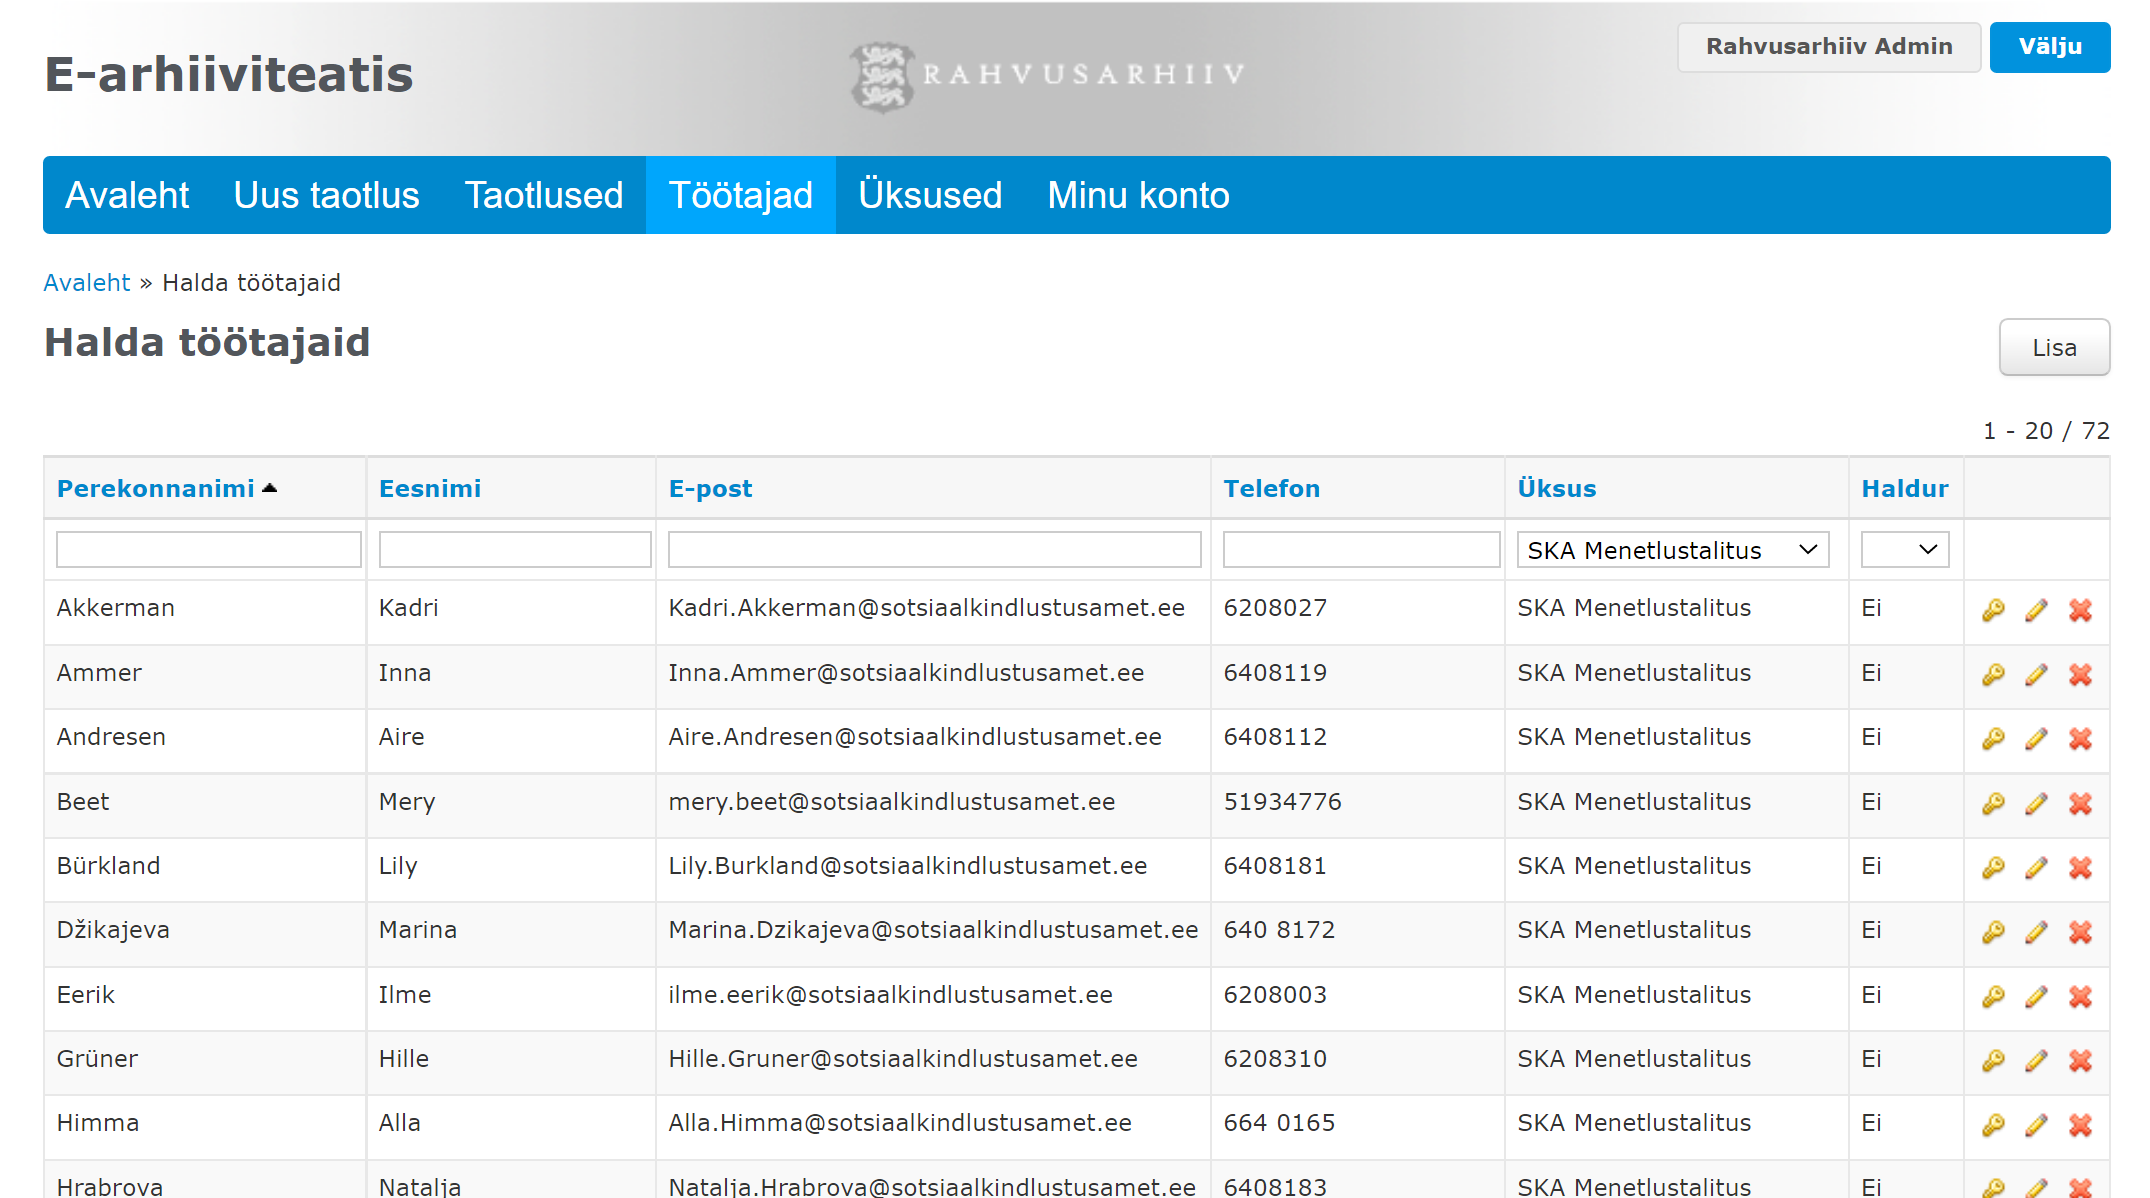 E-arhiiviteatis
RAHVUSARHIIV
Rahvusarhiiv Admin
Välju
Avaleht Uus taotlus Taotlused Töötajad Üksused Minu konto
Avaleht » Halda töötajaid
Halda töötajaid
Lisa
1 - 20 / 72
Perekonnanimi Eesnimi E-post Telefon Üksus Haldur
SKA Menetlustalitus
Akkerman Kadri Kadri.Akkerman@sotsiaalkindlustusamet.ee 6208027 SKA Menetlustalitus Ei
Ammer Inna Inna.Ammer@sotsiaalkindlustusamet.ee 6408119 SKA Menetlustalitus Ei
Andresen Aire Aire.Andresen@sotsiaalkindlustusamet.ee 6408112 SKA Menetlustalitus Ei
Beet Mery mery.beet@sotsiaalkindlustusamet.ee 51934776 SKA Menetlustalitus Ei
Bürkland Lily Lily.Burkland@sotsiaalkindlustusamet.ee 6408181 SKA Menetlustalitus Ei
Džikajeva Marina Marina.Dzikajeva@sotsiaalkindlustusamet.ee 640 8172 SKA Menetlustalitus Ei
Eerik Ilme ilme.eerik@sotsiaalkindlustusamet.ee 6208003 SKA Menetlustalitus Ei
Grüner Hille Hille.Gruner@sotsiaalkindlustusamet.ee 6208310 SKA Menetlustalitus Ei
Himma Alla Alla.Himma@sotsiaalkindlustusamet.ee 664 0165 SKA Menetlustalitus Ei
Hrabrova Natalja Natalja.Hrabrova@sotsiaalkindlustusamet.ee 6408183 SKA Menetlustalitus Ei